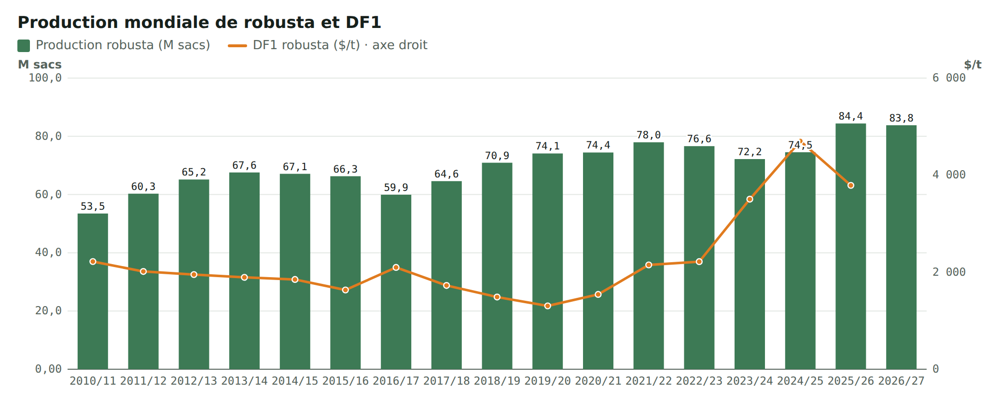 Production mondiale de robusta et DF1
Production robusta (M sacs) DF1 robusta ($/t) · axe droit
M sacs $/t
100,0 6 000
84,4 83,8
80,0 78,0 76,6
74,1 74,4 72,2 74,5
67,6 67,1 66,3 70,9
65,2 64,6 4 000
60,3 59,9
60,0
53,5
40,0
2 000
20,0
0,00 0
2010/11 2011/12 2012/13 2013/14 2014/15 2015/16 2016/17 2017/18 2018/19 2019/20 2020/21 2021/22 2022/23 2023/24 2024/25 2025/26 2026/27